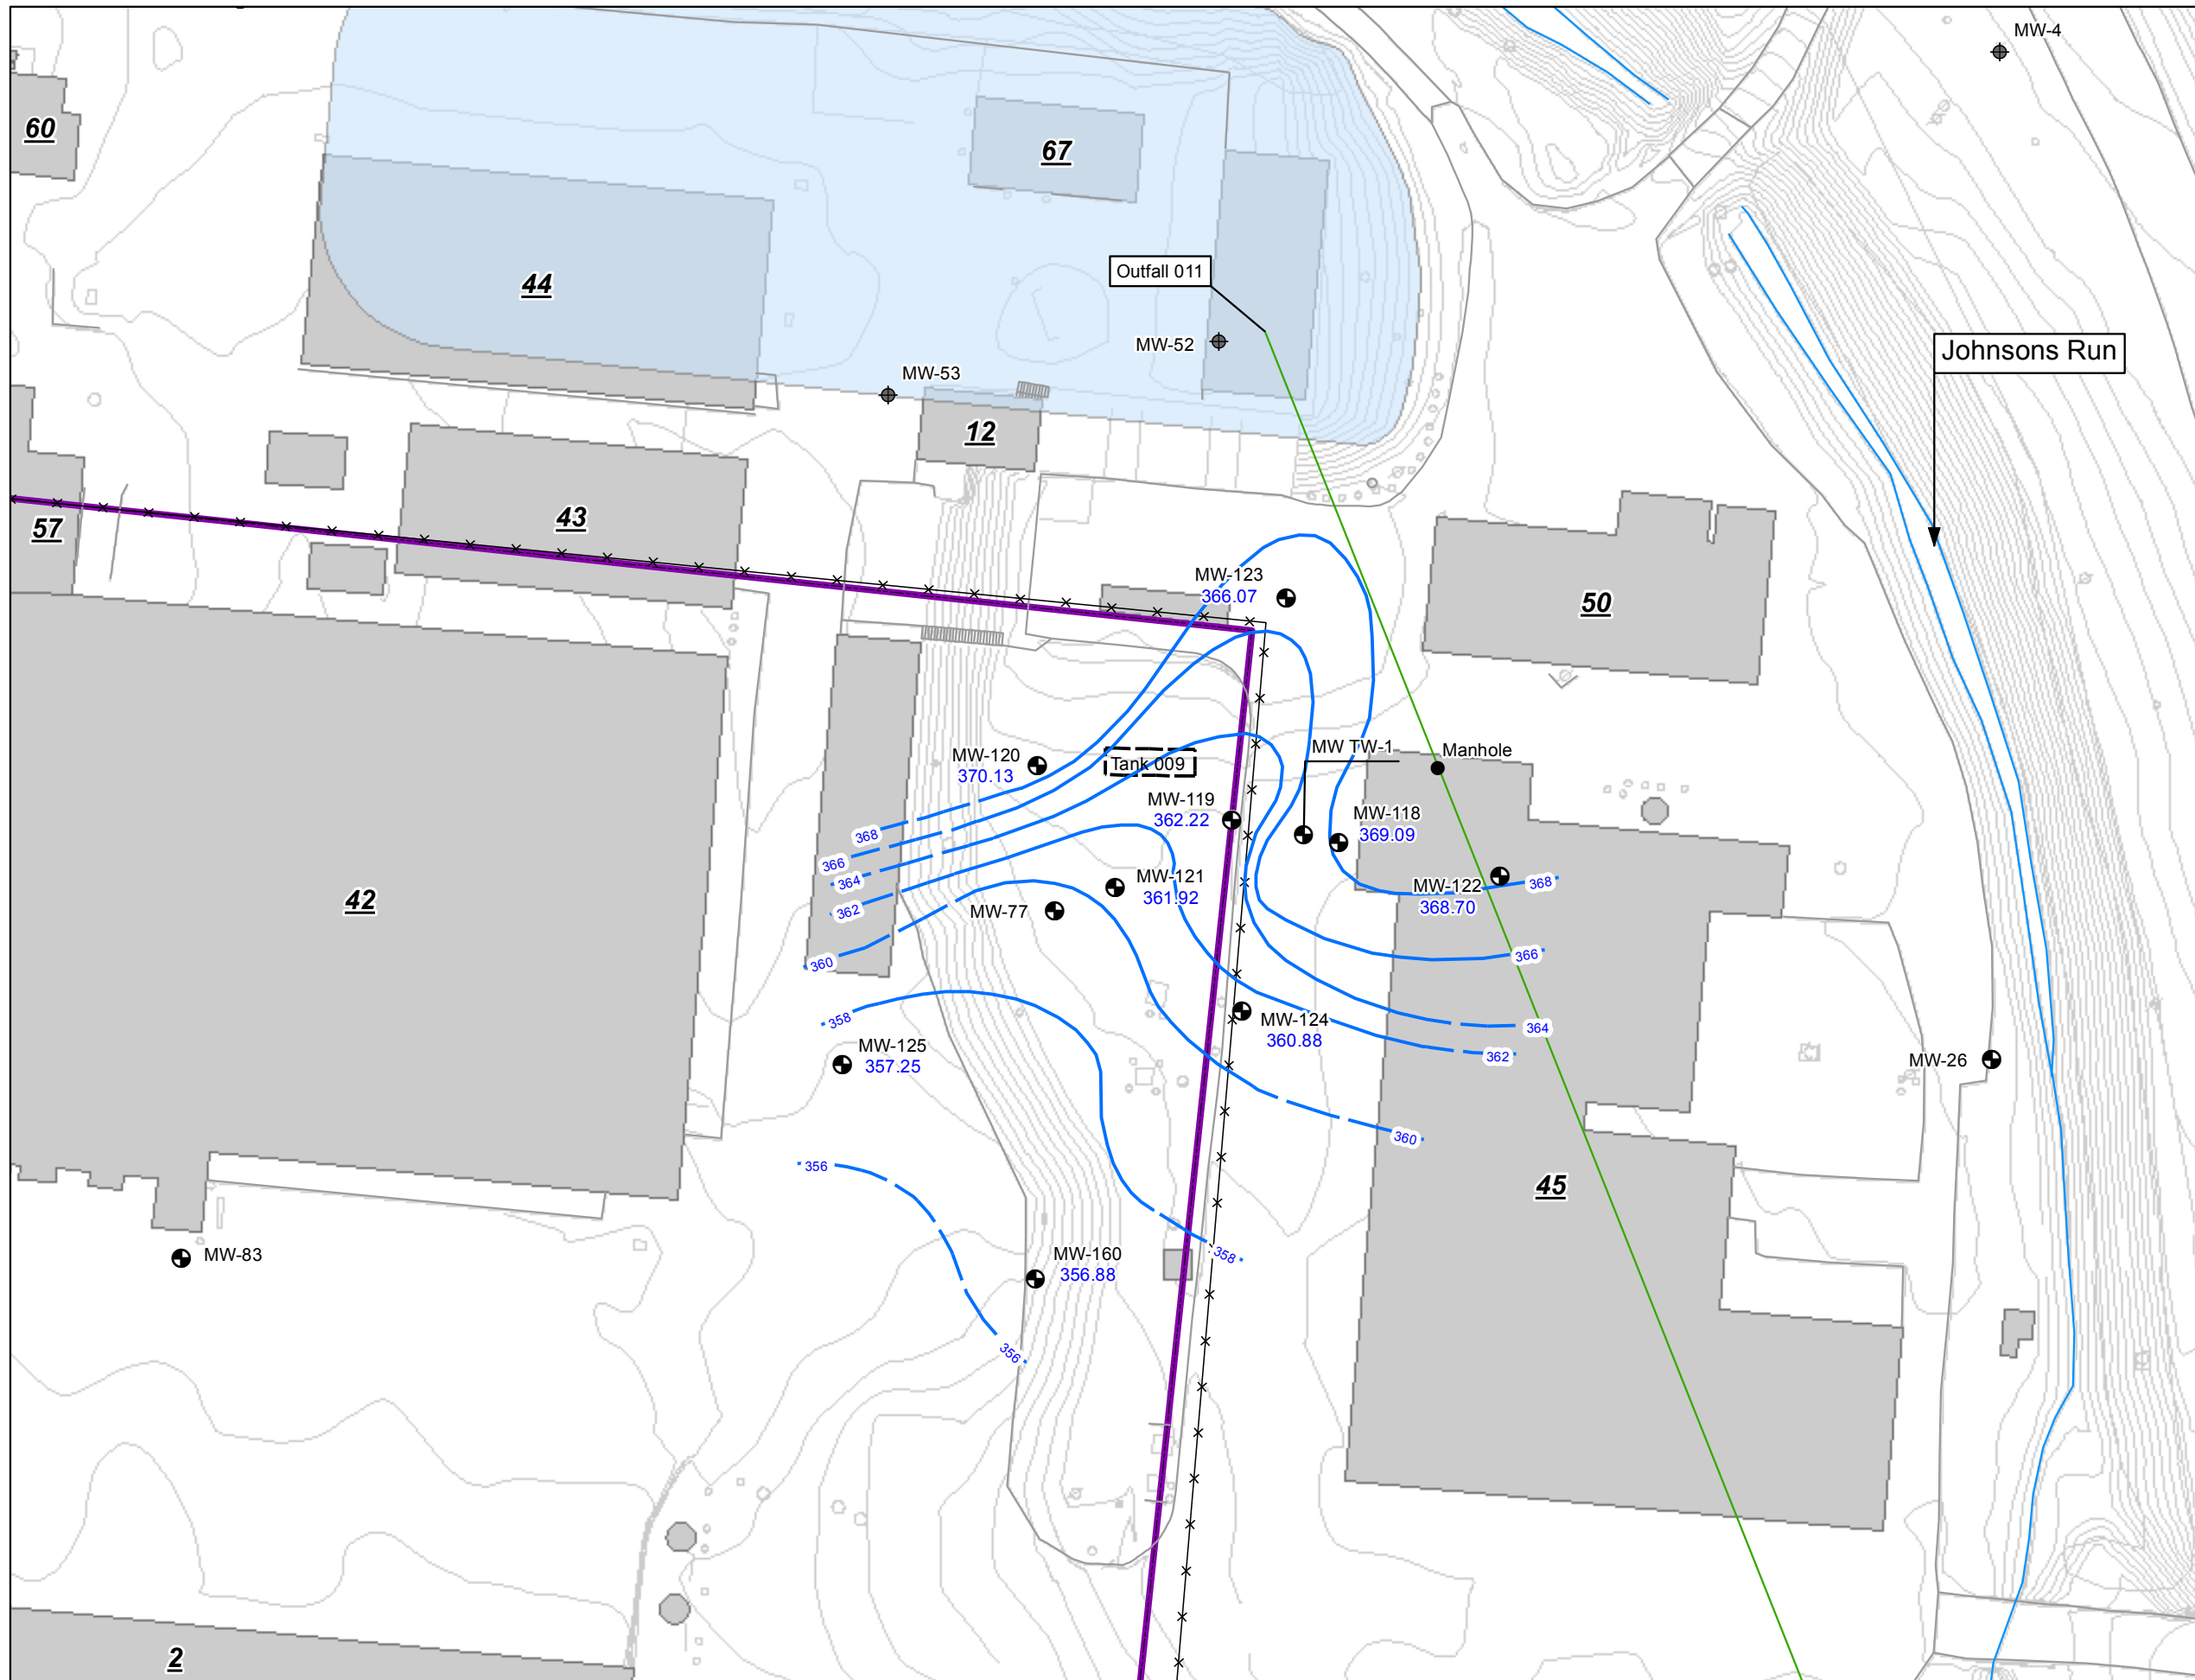 MW-4
60
67
44
Outfall 011
MW-52
Johnsons Run
MW-53
12
43
57
MW-123
366.07
50
MW-120
370.13
Tank 009
MW TW-1
Manhole
MW-119
362.22
MW-118
369.09
368
366
364
362
360
MW-121
361.92
MW-77
MW-122
368.70
368
366
364
362
360
42
358
MW-124
360.88
MW-125
357.25
MW-26
356
45
358
MW-83
MW-160
356.88
356
2